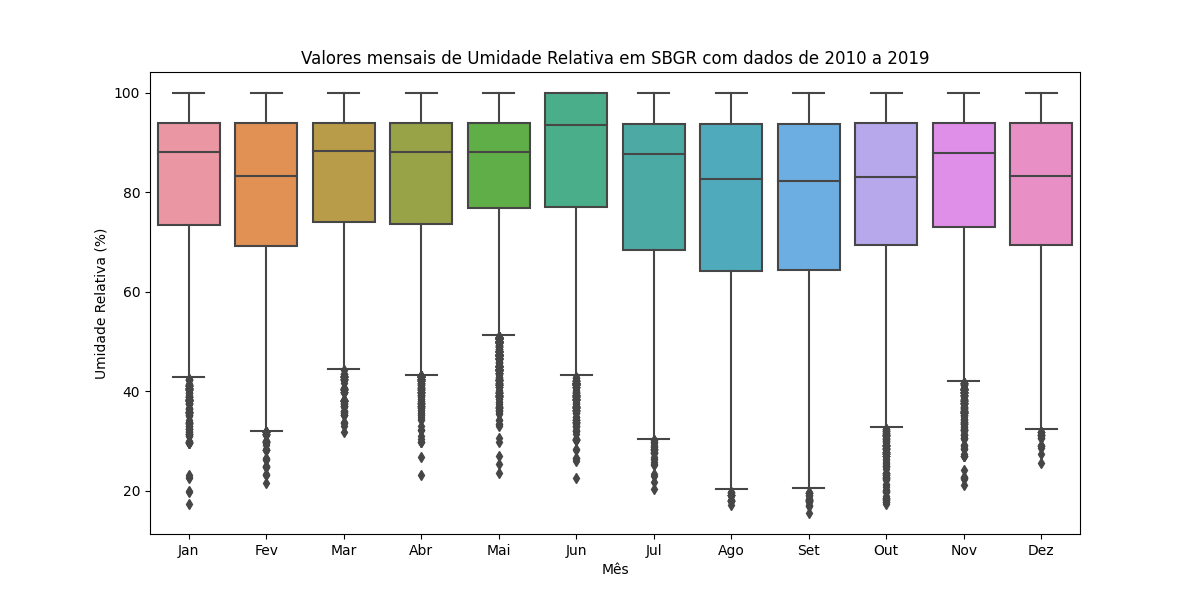 Valores mensais de Umidade Relativa em SBGR com dados de 2010 a 2019
Umidade Relativa (%)
100
80
60
40
20
Jan Fev Mar Abr Mai Jun Jul Ago Set Out Nov Dez
Mês